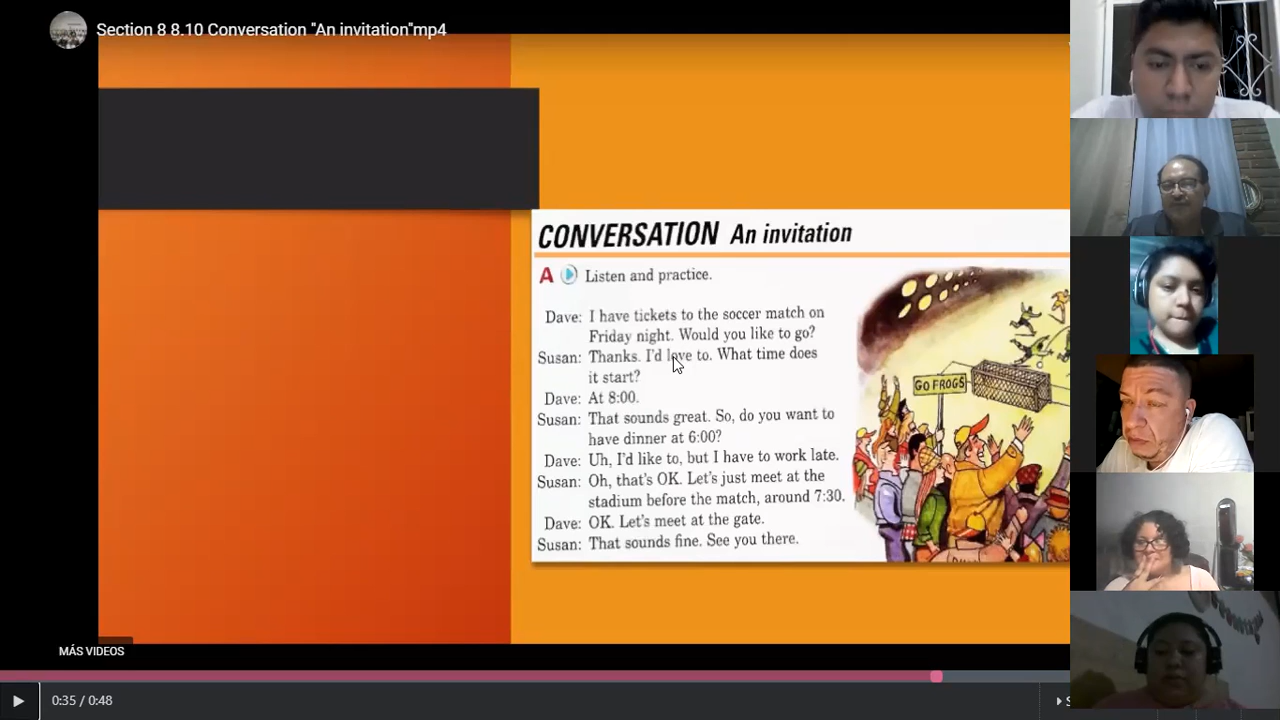 Section 8 8.10 Conversation "An invitation"mp4
CONVERSATION An invitation
A Listen and practice.
Dave: I have tickets to the soccer match on
Friday night. Would you like to go?
Susan: Thanks. I'd love to. What time does
it start?
Dave: At 8:00.
Susan: That sounds great. So, do you want to
have dinner at 6:00?
Dave: Uh, I'd like to, but I have to work late.
Susan: Oh, that's OK. Let's just meet at the
stadium before the match, around 7:30.
Dave: OK. Let's meet at the gate.
Susan: That sounds fine. See you there.
GO FROGS
MÁS VIDEOS
0:35 / 0:48